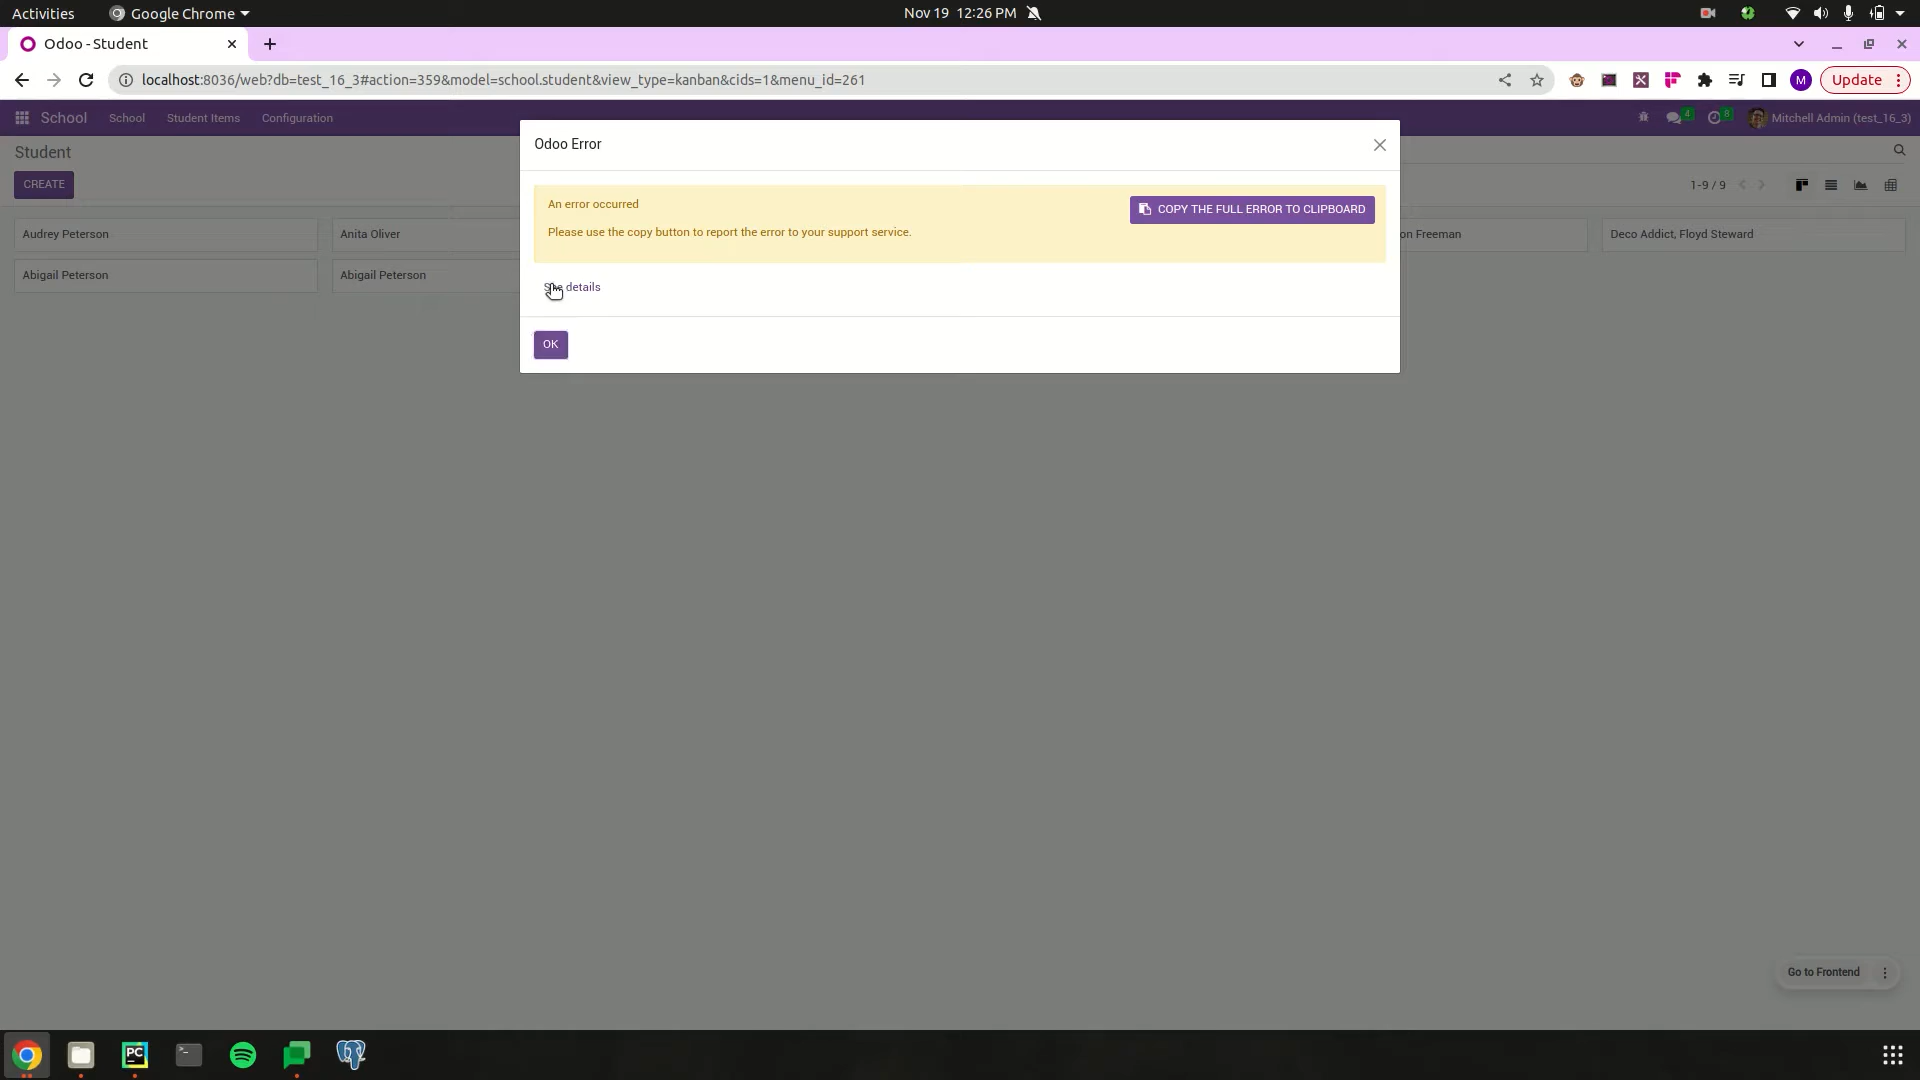 Activities Google Chrome Nov 19 12:26 PM
Odoo - Student
localhost:8036/web?db=test_16_3#action=359&model=school.student&view_type=kanban&cids=1&menu_id=261 M Update
School School Student Items Configuration 4 8 Mitchell Admin (test_16_3)
Student
CREATE 1-9 / 9
Odoo Error
An error occurred
Please use the copy button to report the error to your support service.
COPY THE FULL ERROR TO CLIPBOARD
See details
OK
Audrey Peterson Anita Oliver on Freeman Deco Addict, Floyd Steward
Abigail Peterson Abigail Peterson
Go to Frontend
PC